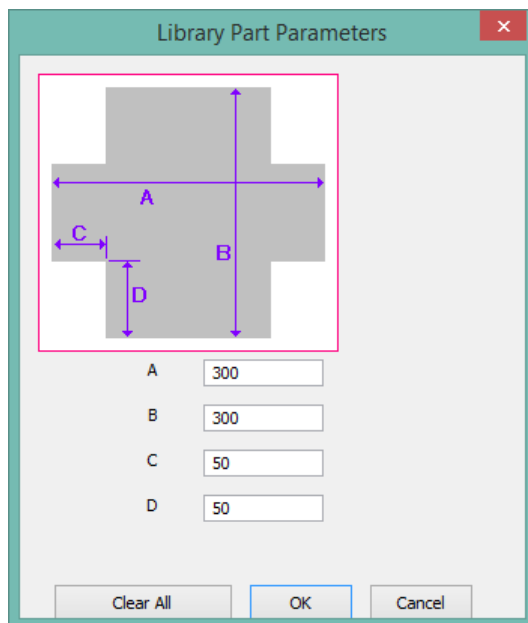 Library Part Parameters
A
C
B
D
A 300
B 300
C 50
D 50
Clear All OK Cancel